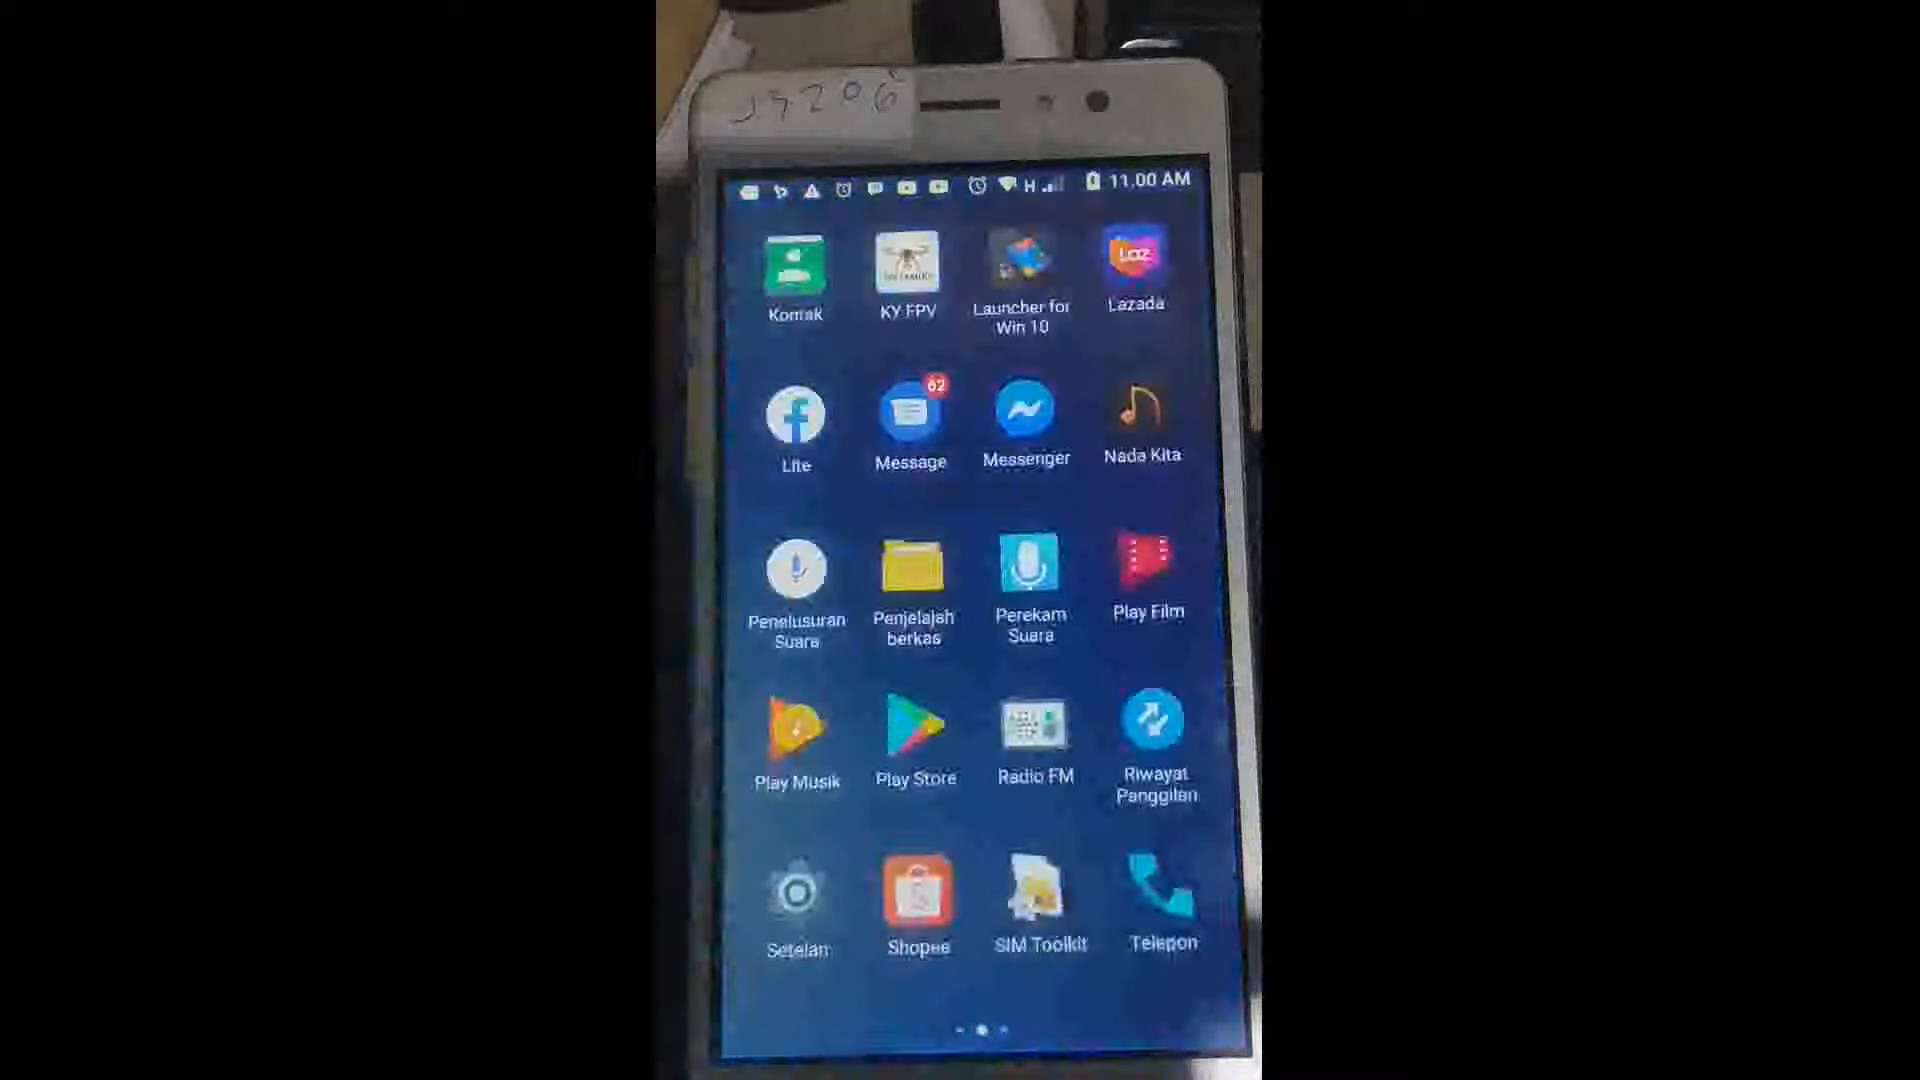 J5206
H 11.00 AM
Kontak KY FPV Launcher for Win 10 Lazada
Laz
62
Lite Message Messenger Nada Kita
Penelusuran Suara Penjelajah berkas Perekam Suara Play Film
Play Musik Play Store Radio FM Riwayat Panggilan
Setelan Shopee SIM Toolkit Telepon